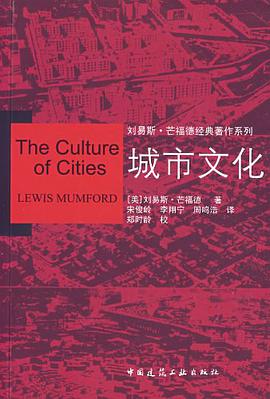 刘易斯·芒福德经典著作系列
The Culture
of Cities
LEWIS MUMFORD
城市文化
[美]刘易斯·芒福德 著
宋俊岭 李翔宁 周鸣浩 译
郑时龄 校
中国建筑工业出版社